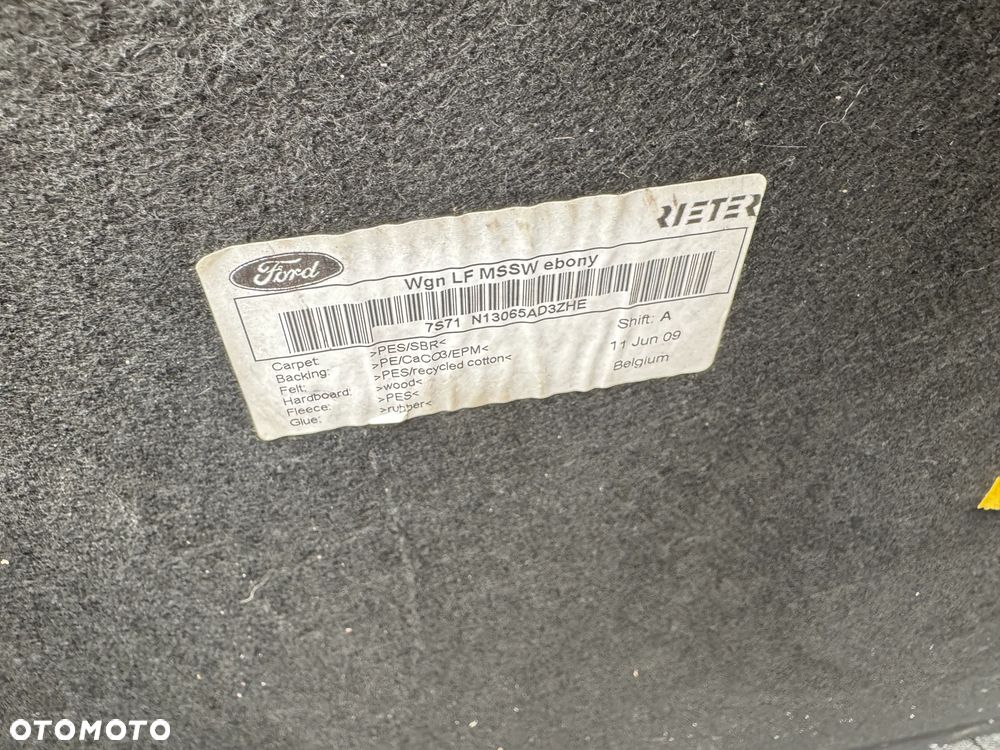 Ford
RIETER
Wgn LF MSSW ebony
7S71 N13065AD3ZHE
Carpet: >PES/SBR<
Backing: >PE/CaCO3/EPM<
Felt: >PES/recycled cotton<
Hardboard: >wood<
Fleece: >PES<
Glue: >rubber<
Shift: A
11 Jun 09
Belgium
OTOMOTO